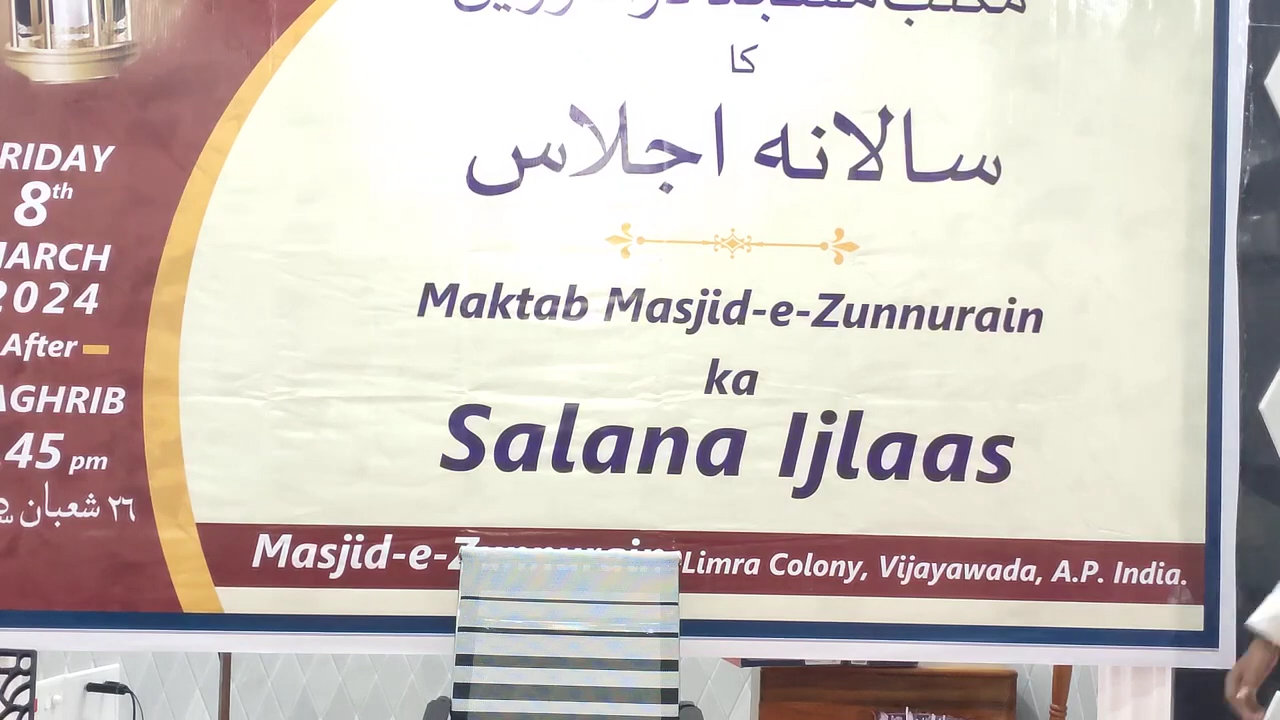 کا
سالانہ اجلاس
Maktab Masjid-e-Zunnurain
ka
Salana Ijlaas
RIDAY
8th
ARCH
2024
After
AGHRIB
45 pm
٢٦ شعبان
Masjid-e-Zunnurain Limra Colony, Vijayawada, A.P. India.